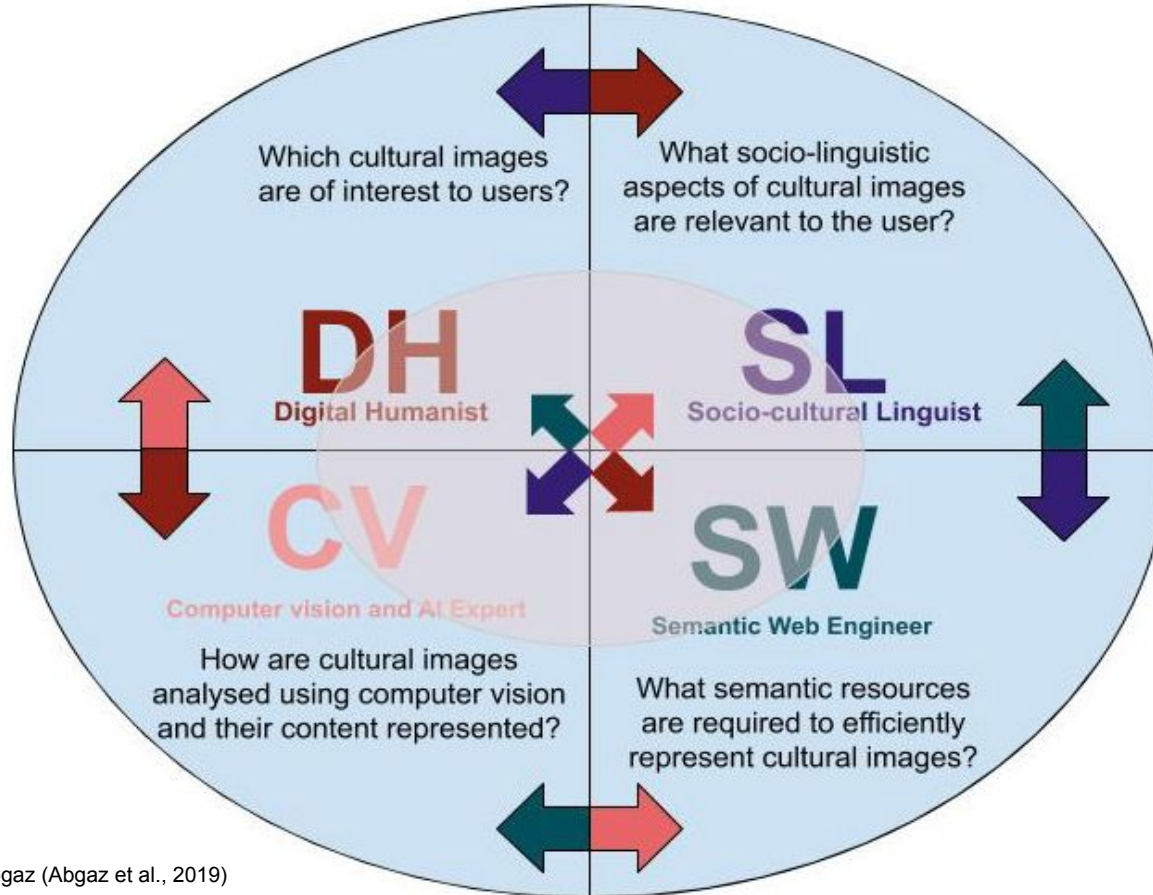 Which cultural images
are of interest to users?
What socio-linguistic
aspects of cultural images
are relevant to the user?
DH
Digital Humanist
SL
Socio-cultural Linguist
CV
Computer vision and AI Expert
How are cultural images
analysed using computer vision
and their content represented?
SW
Semantic Web Engineer
What semantic resources
are required to efficiently
represent cultural images?
(Abgaz et al., 2019)